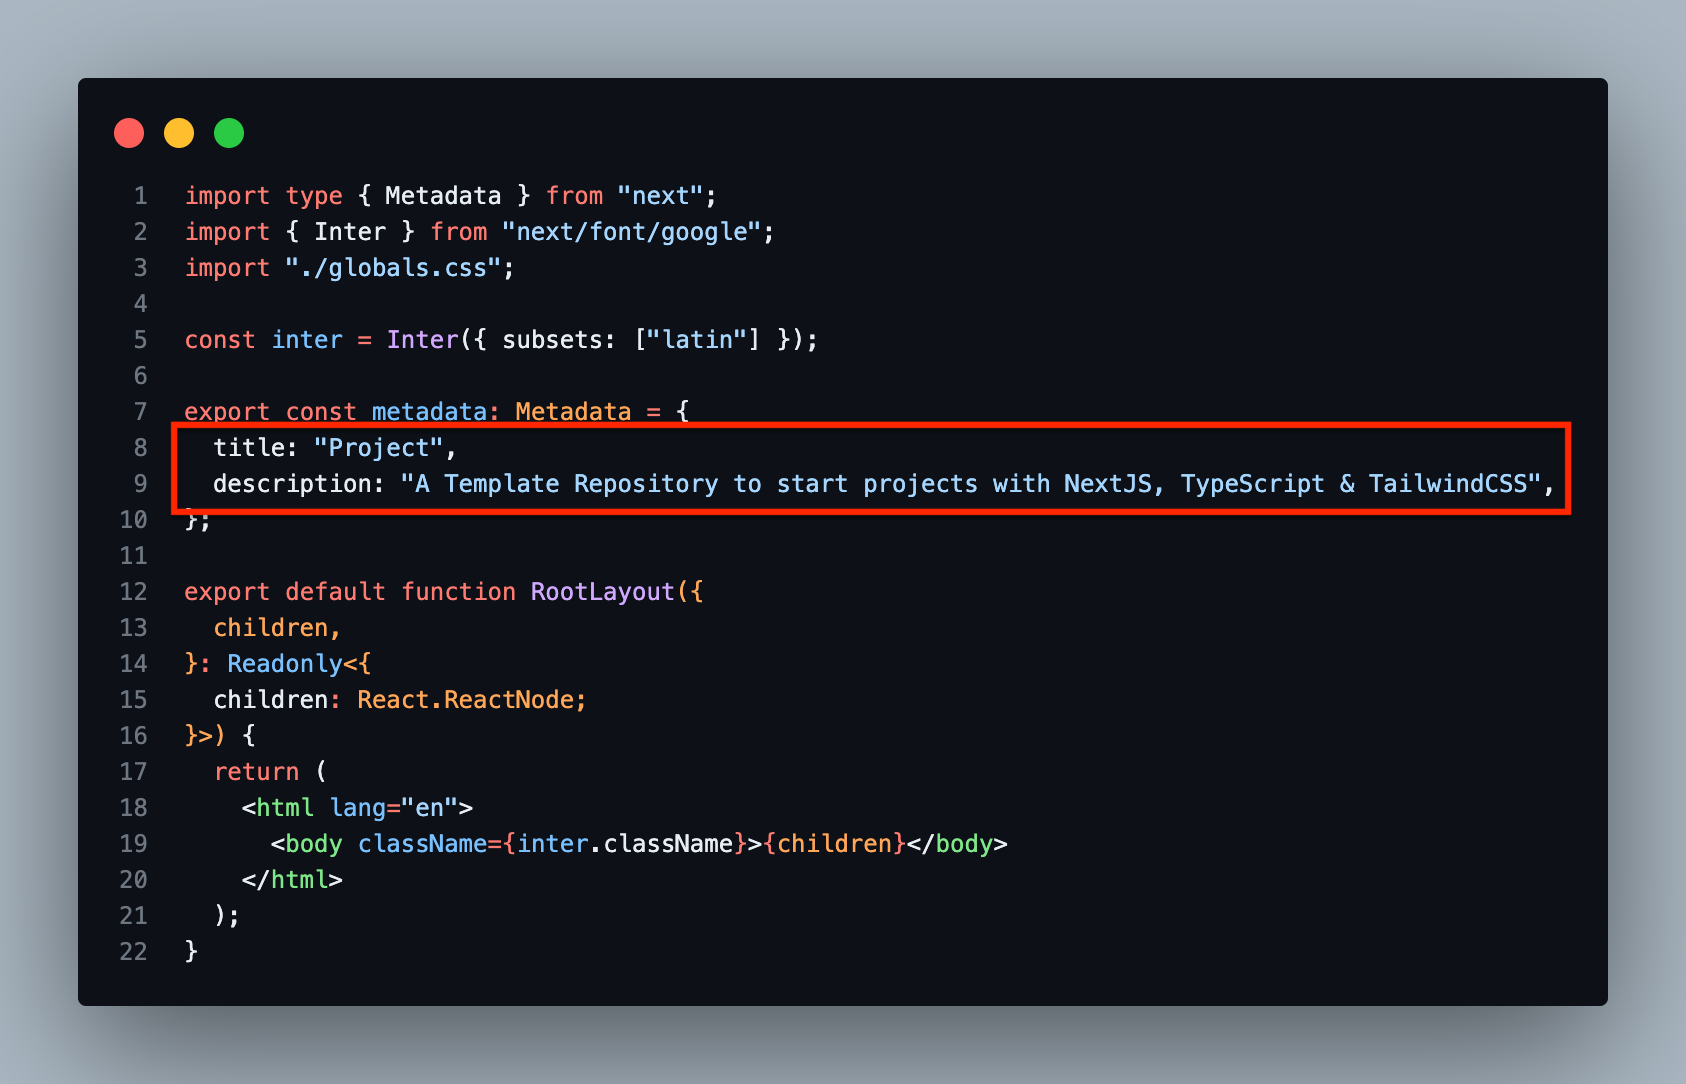 1 import type { Metadata } from "next";
2 import { Inter } from "next/font/google";
3 import "./globals.css";
4
5 const inter = Inter({ subsets: ["latin"] });
6
7 export const metadata: Metadata = {
8   title: "Project",
9   description: "A Template Repository to start projects with NextJS, TypeScript & TailwindCSS",
10 };
11
12 export default function RootLayout({
13   children,
14 }: Readonly<{
15   children: React.ReactNode;
16 }>) {
17   return (
18     <html lang="en">
19       <body className={inter.className}>{children}</body>
20     </html>
21   );
22 }